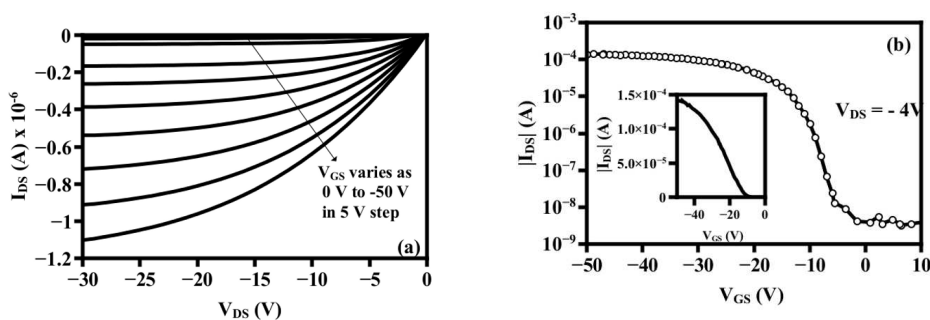 I_DS (A) x 10⁻⁶
0
−0.2
−0.4
−0.6
−0.8
−1
−1.2
V_GS varies as
0 V to -50 V
in 5 V step
(a)
−30 −25 −20 −15 −10 −5 0
V_DS (V)
|I_DS| (A)
10⁻³
10⁻⁴
10⁻⁵
10⁻⁶
10⁻⁷
10⁻⁸
10⁻⁹
(b)
V_DS = - 4V
|I_DS| (A)
1.5×10⁻⁴
1.0×10⁻⁴
5.0×10⁻⁵
0
−40 −20 0
V_GS (V)
−50 −40 −30 −20 −10 0 10
V_GS (V)